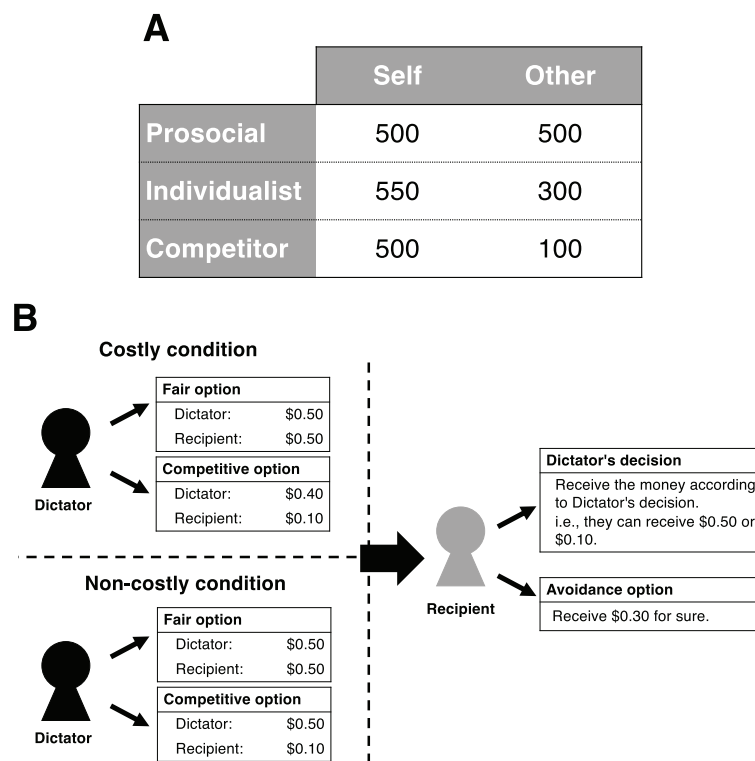 A
Self Other
Prosocial 500 500
Individualist 550 300
Competitor 500 100
B
Costly condition
Fair option
Dictator: $0.50
Recipient: $0.50
Competitive option
Dictator: $0.40
Recipient: $0.10
Dictator
Non-costly condition
Fair option
Dictator: $0.50
Recipient: $0.50
Competitive option
Dictator: $0.50
Recipient: $0.10
Dictator
Recipient
Dictator's decision
Receive the money according
to Dictator's decision.
i.e., they can receive $0.50 or
$0.10.
Avoidance option
Receive $0.30 for sure.